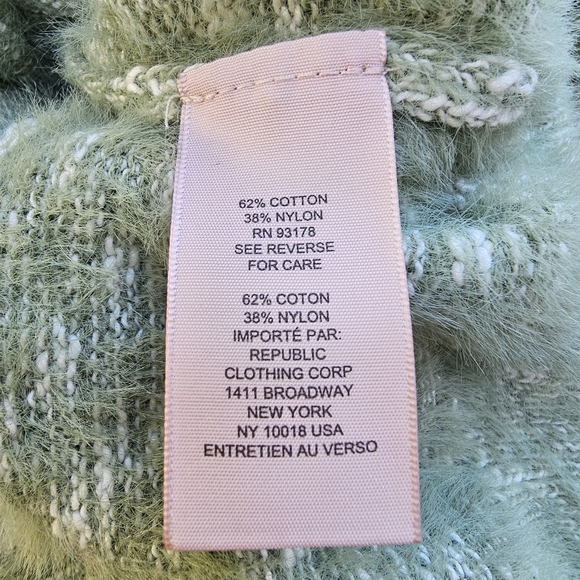 62% COTTON
38% NYLON
RN 93178
SEE REVERSE
FOR CARE
62% COTON
38% NYLON
IMPORTÉ PAR:
REPUBLIC
CLOTHING CORP
1411 BROADWAY
NEW YORK
NY 10018 USA
ENTRETIEN AU VERSO